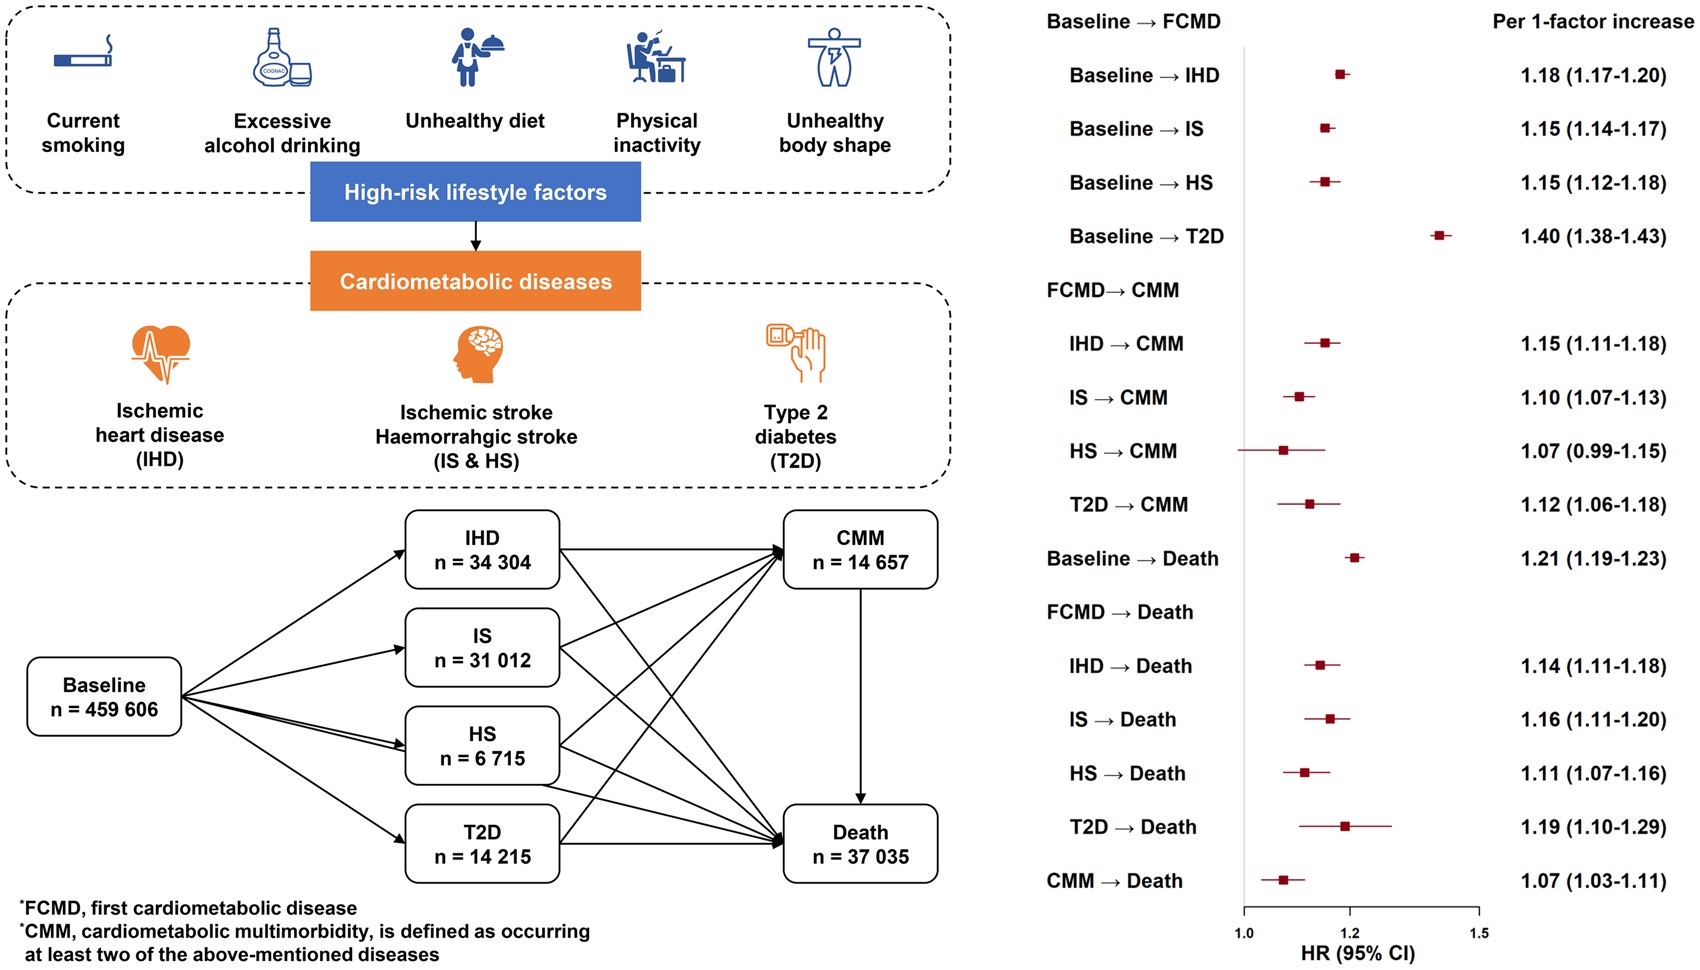 COGNAC
Current
smoking
Excessive
alcohol drinking
Unhealthy diet
Physical
inactivity
Unhealthy
body shape
High-risk lifestyle factors
Cardiometabolic diseases
Ischemic
heart disease
(IHD)
Ischemic stroke
Haemorrahgic stroke
(IS & HS)
Type 2
diabetes
(T2D)
Baseline
n = 459 606
IHD
n = 34 304
IS
n = 31 012
HS
n = 6 715
T2D
n = 14 215
CMM
n = 14 657
Death
n = 37 035
*FCMD, first cardiometabolic disease
*CMM, cardiometabolic multimorbidity, is defined as occurring
at least two of the above-mentioned diseases
Baseline → FCMD Per 1-factor increase
Baseline → IHD 1.18 (1.17-1.20)
Baseline → IS 1.15 (1.14-1.17)
Baseline → HS 1.15 (1.12-1.18)
Baseline → T2D 1.40 (1.38-1.43)
FCMD→ CMM
IHD → CMM 1.15 (1.11-1.18)
IS → CMM 1.10 (1.07-1.13)
HS → CMM 1.07 (0.99-1.15)
T2D → CMM 1.12 (1.06-1.18)
Baseline → Death 1.21 (1.19-1.23)
FCMD → Death
IHD → Death 1.14 (1.11-1.18)
IS → Death 1.16 (1.11-1.20)
HS → Death 1.11 (1.07-1.16)
T2D → Death 1.19 (1.10-1.29)
CMM → Death 1.07 (1.03-1.11)
1.0 1.2 1.5
HR (95% CI)